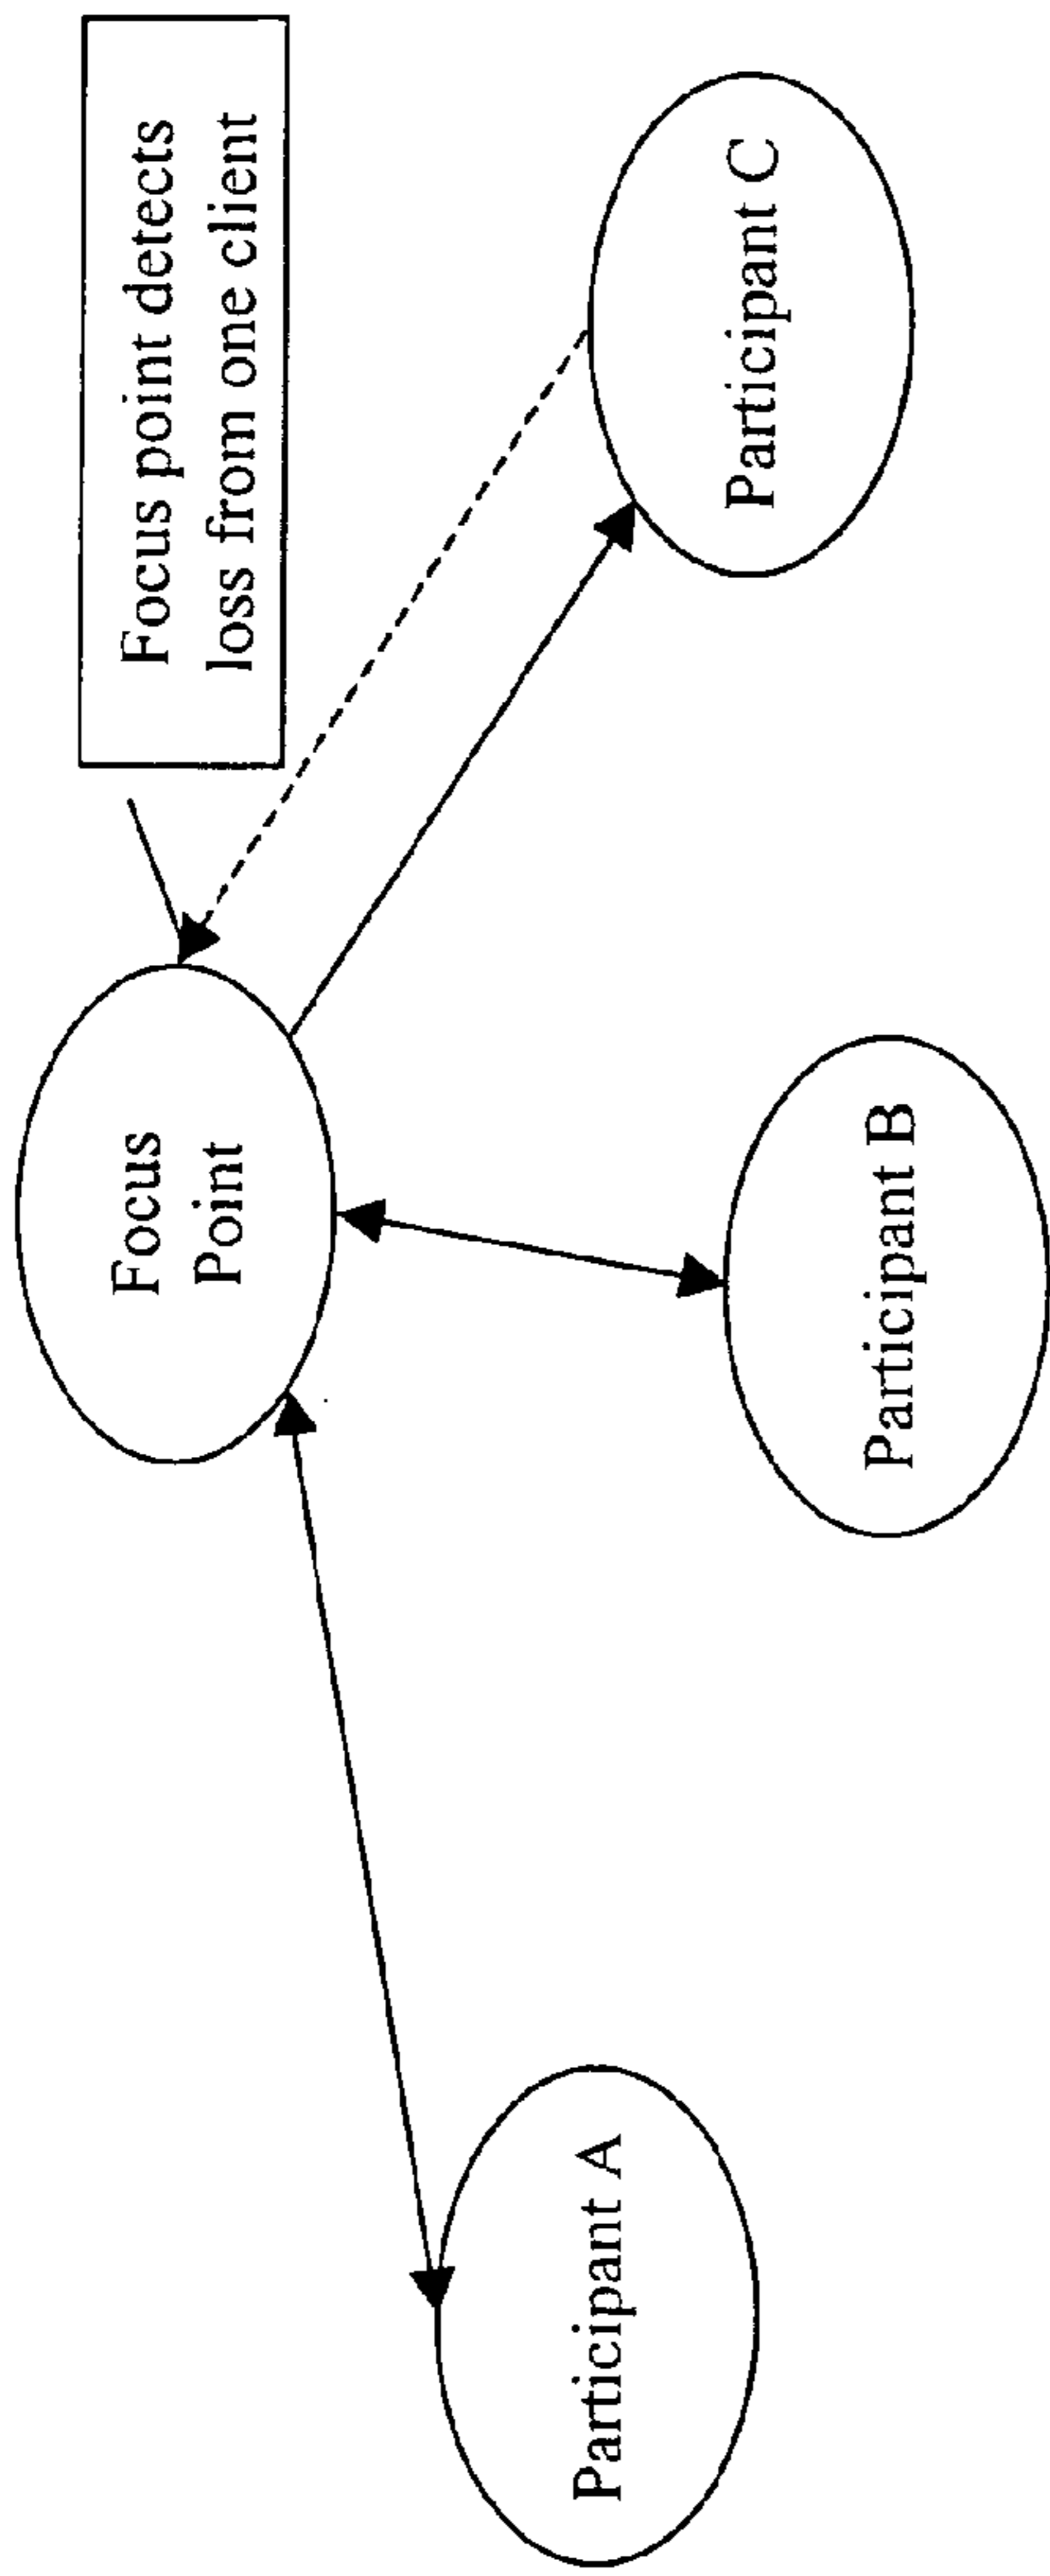 Focus point detects
loss from one client
Focus
Point
Participant A
Participant B
Participant C